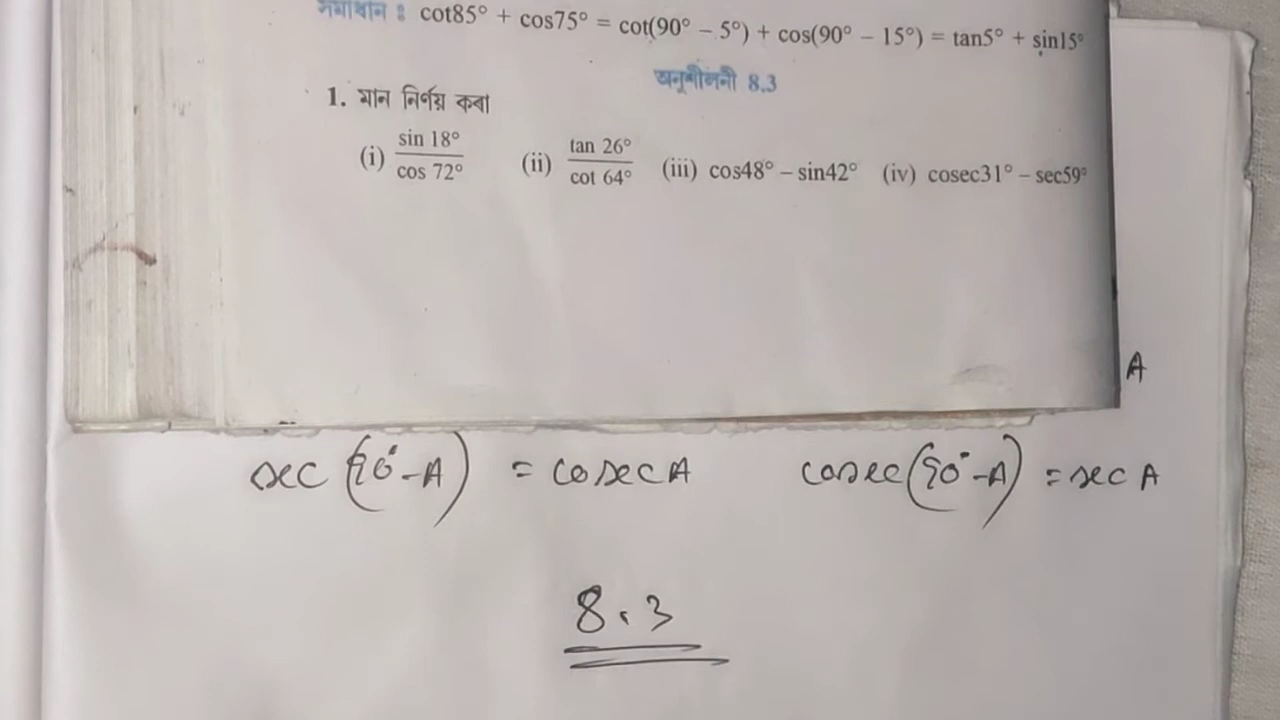 সমাধান : cot85° + cos75° = cot(90° – 5°) + cos(90° – 15°) = tan5° + sin15°
অনুশীলনী 8.3
1. মান নিৰ্ণয় কৰা
(i) sin 18° / cos 72° (ii) tan 26° / cot 64° (iii) cos48° – sin42° (iv) cosec31° – sec59°
A
sec (90° – A) = cosec A cosec (90° – A) = sec A
8.3